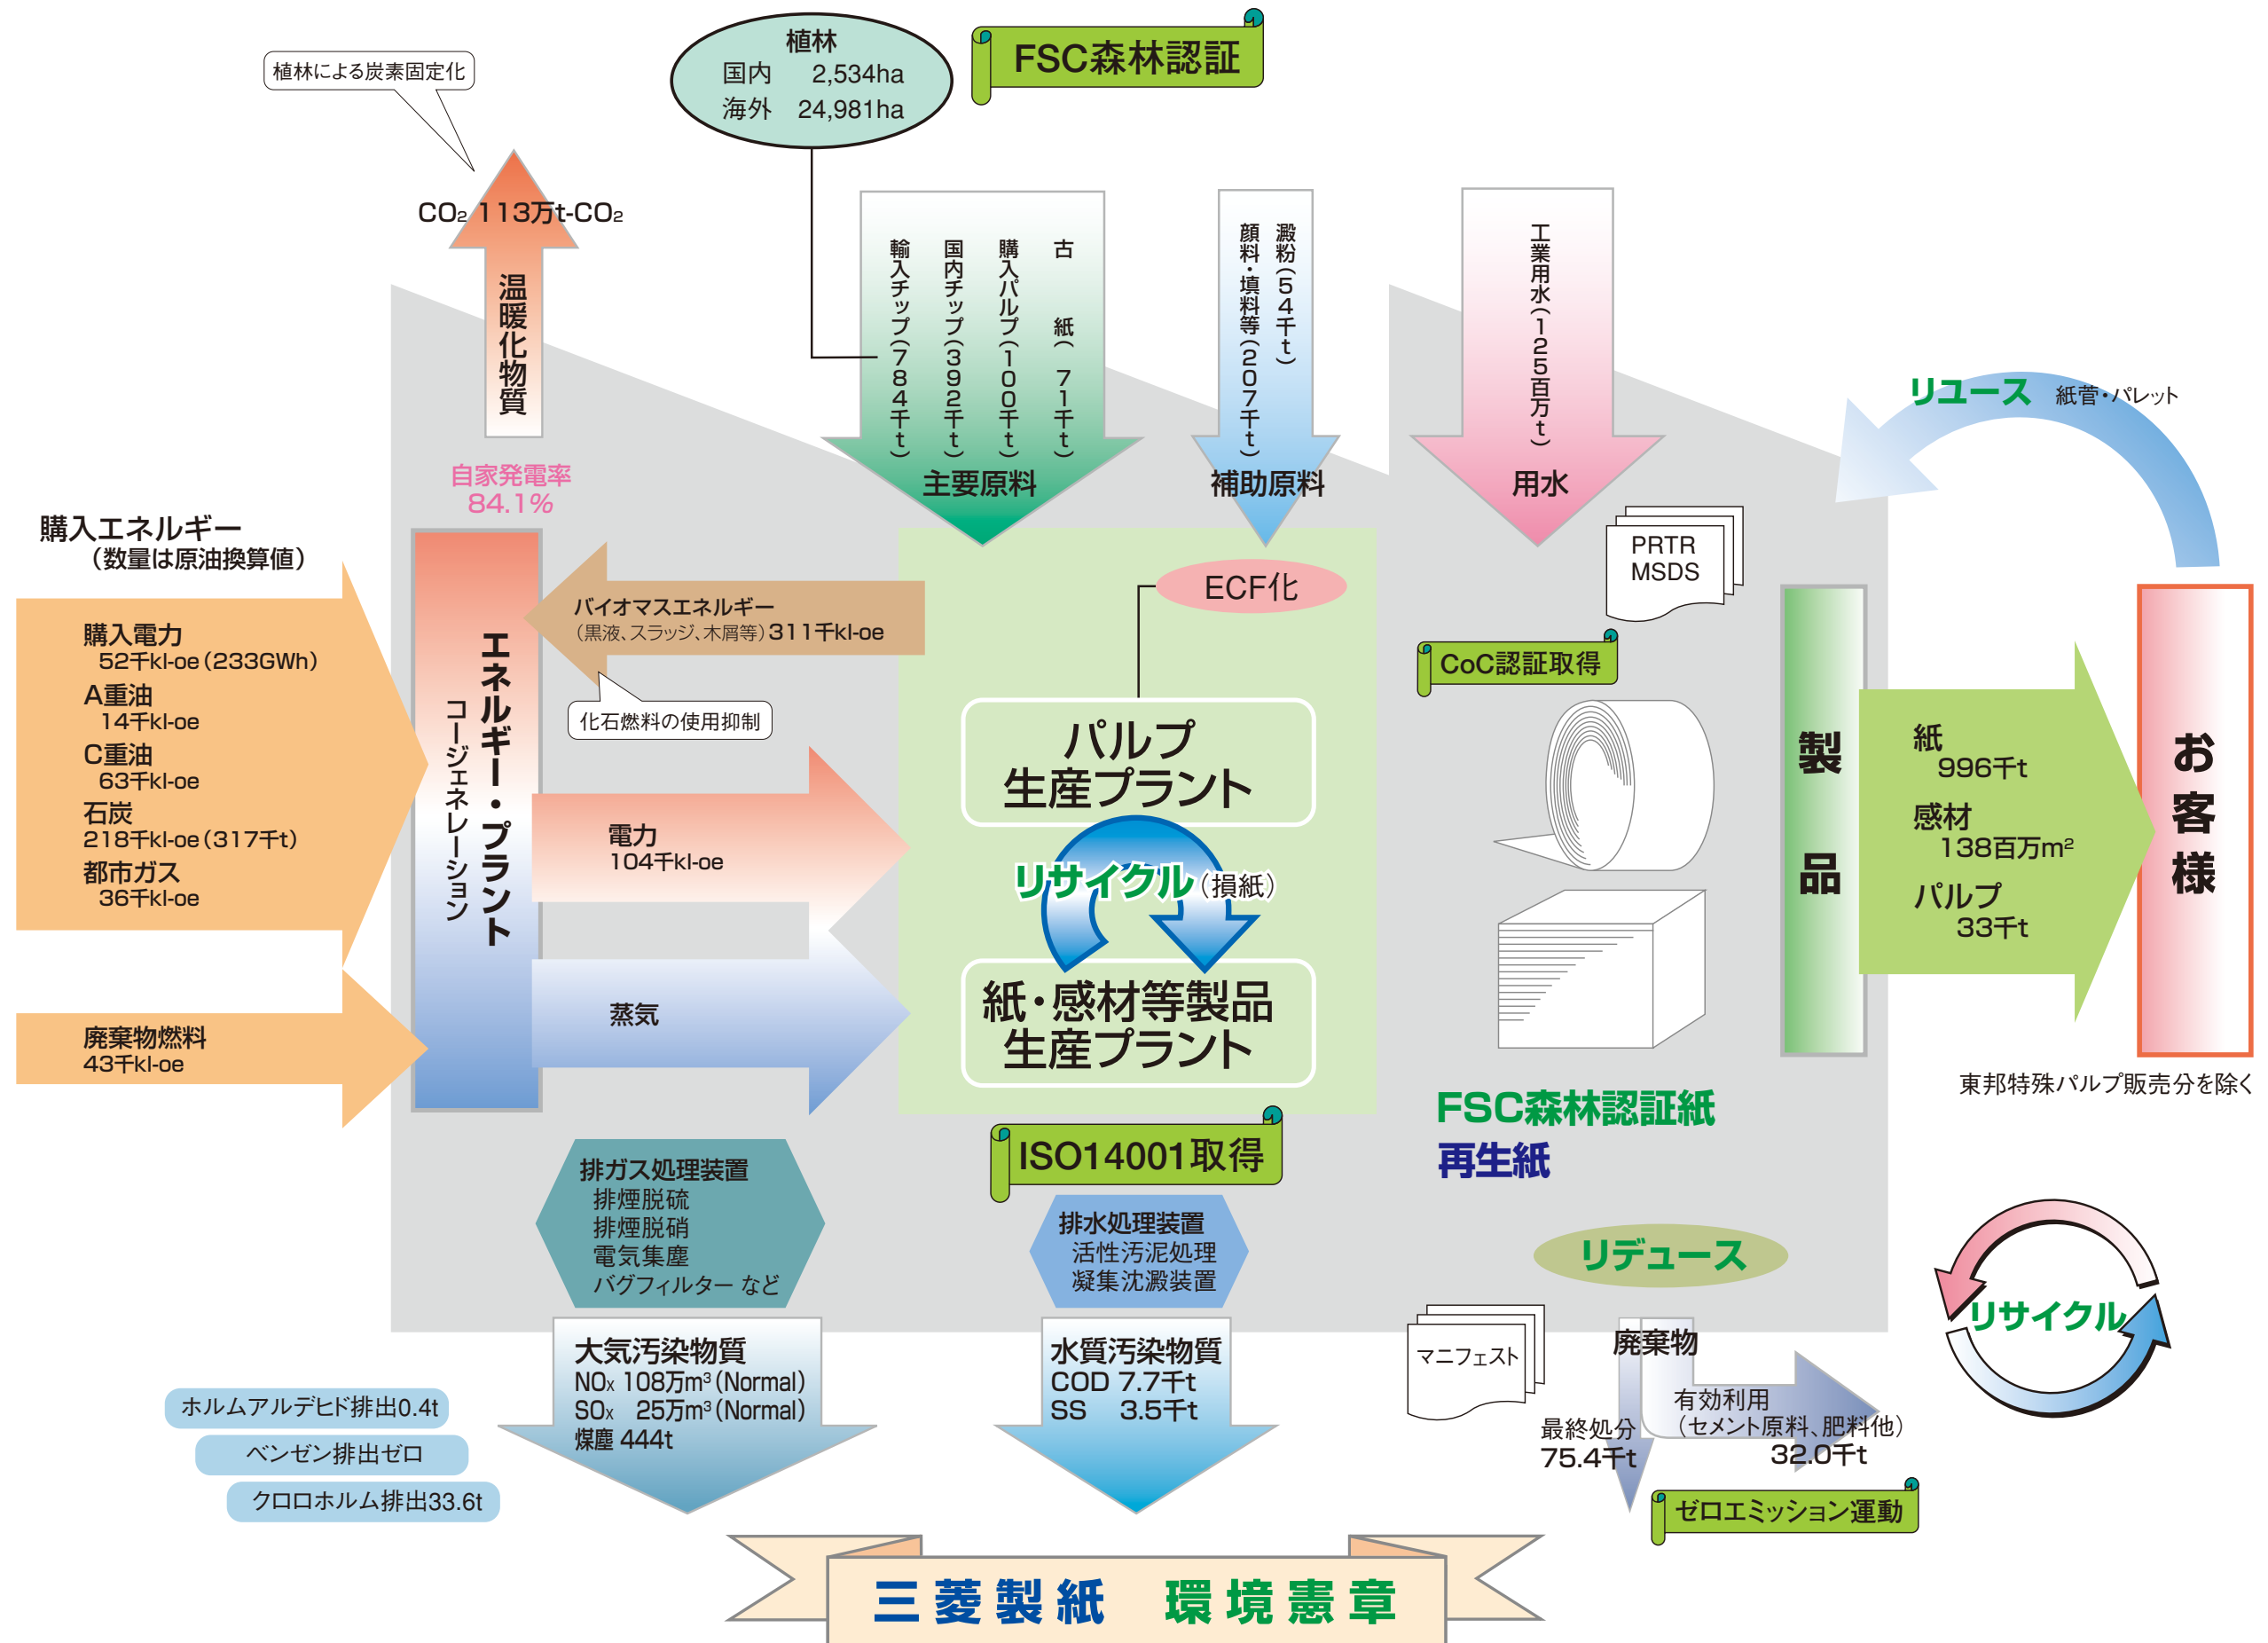 植林
国内 2,534ha
海外 24,981ha
FSC森林認証
植林による炭素固定化
CO₂ 113万t-CO₂
温暖化物質
輸入チップ(784千t)
国内チップ(392千t)
購入パルプ(100千t)
古紙(71千t)
主要原料
顔料・填料等(207千t)
澱粉(54千t)
補助原料
工業用水(125百万t)
用水
リユース 紙菅・パレット
自家発電率
84.1%
購入エネルギー
(数量は原油換算値)
購入電力
52千kl-oe(233GWh)
A重油
14千kl-oe
C重油
63千kl-oe
石炭
218千kl-oe(317千t)
都市ガス
36千kl-oe
廃棄物燃料
43千kl-oe
エネルギー・プラント
コージェネレーション
バイオマスエネルギー
(黒液、スラッジ、木屑等)311千kl-oe
化石燃料の使用抑制
電力
104千kl-oe
蒸気
ECF化
パルプ
生産プラント
リサイクル(損紙)
紙・感材等製品
生産プラント
PRTR
MSDS
CoC認証取得
FSC森林認証紙
再生紙
製品
紙
996千t
感材
138百万m²
パルプ
33千t
お客様
東邦特殊パルプ販売分を除く
ISO14001取得
排ガス処理装置
排煙脱硫
排煙脱硝
電気集塵
バグフィルター など
排水処理装置
活性汚泥処理
凝集沈澱装置
リデュース
リサイクル
大気汚染物質
NOx 108万m³(Normal)
SOx 25万m³(Normal)
煤塵 444t
水質汚染物質
COD 7.7千t
SS 3.5千t
マニフェスト
廃棄物
有効利用
(セメント原料、肥料他)
32.0千t
最終処分
75.4千t
ゼロエミッション運動
ホルムアルデヒド排出0.4t
ベンゼン排出ゼロ
クロロホルム排出33.6t
三菱製紙 環境憲章